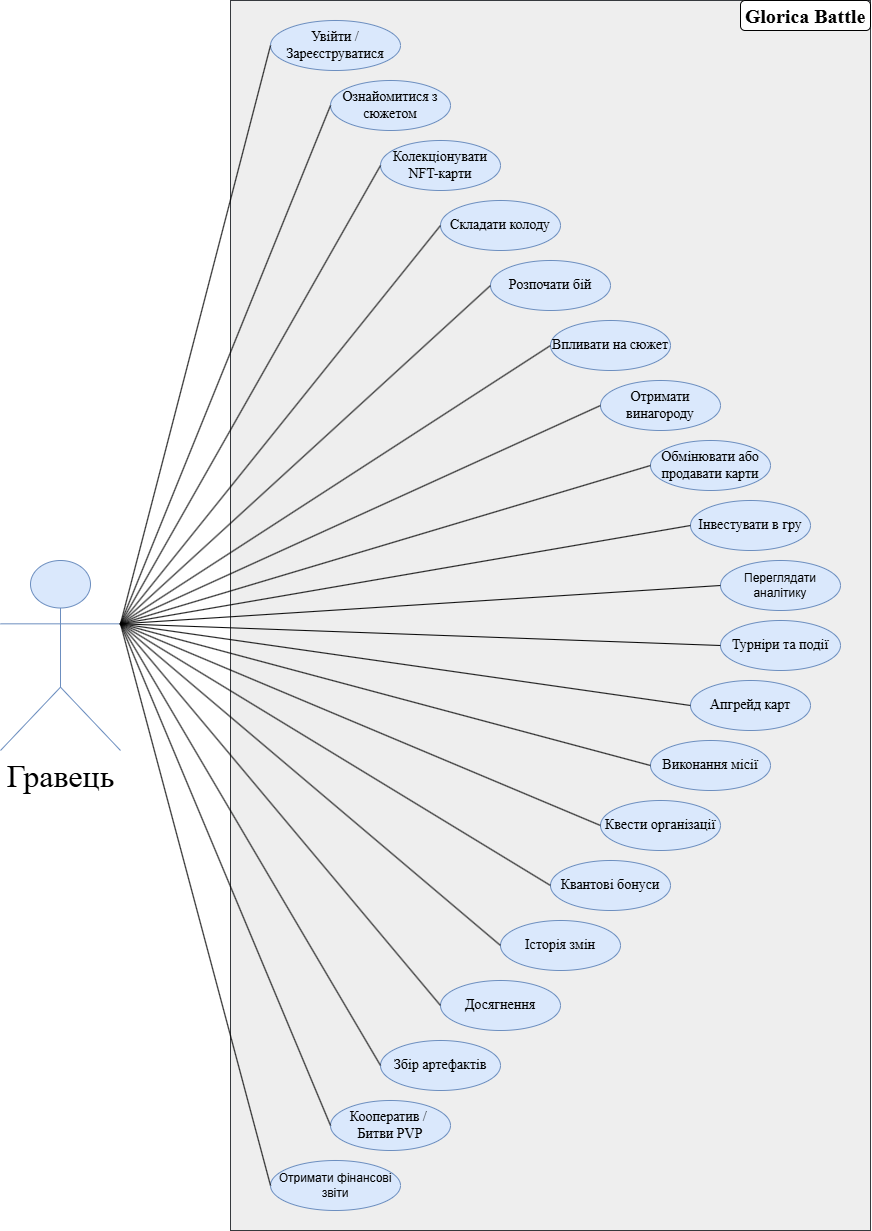 Glorica Battle
Увійти /
Зареєструватися
Ознайомитися з
сюжетом
Колекціонувати
NFT-карти
Складати колоду
Розпочати бій
Впливати на сюжет
Отримати
винагороду
Обмінювати або
продавати карти
Інвестувати в гру
Переглядати
аналітику
Турніри та події
Апгрейд карт
Виконання місії
Гравець
Квести організації
Квантові бонуси
Історія змін
Досягнення
Збір артефактів
Кооператив /
Битви PVP
Отримати фінансові
звіти